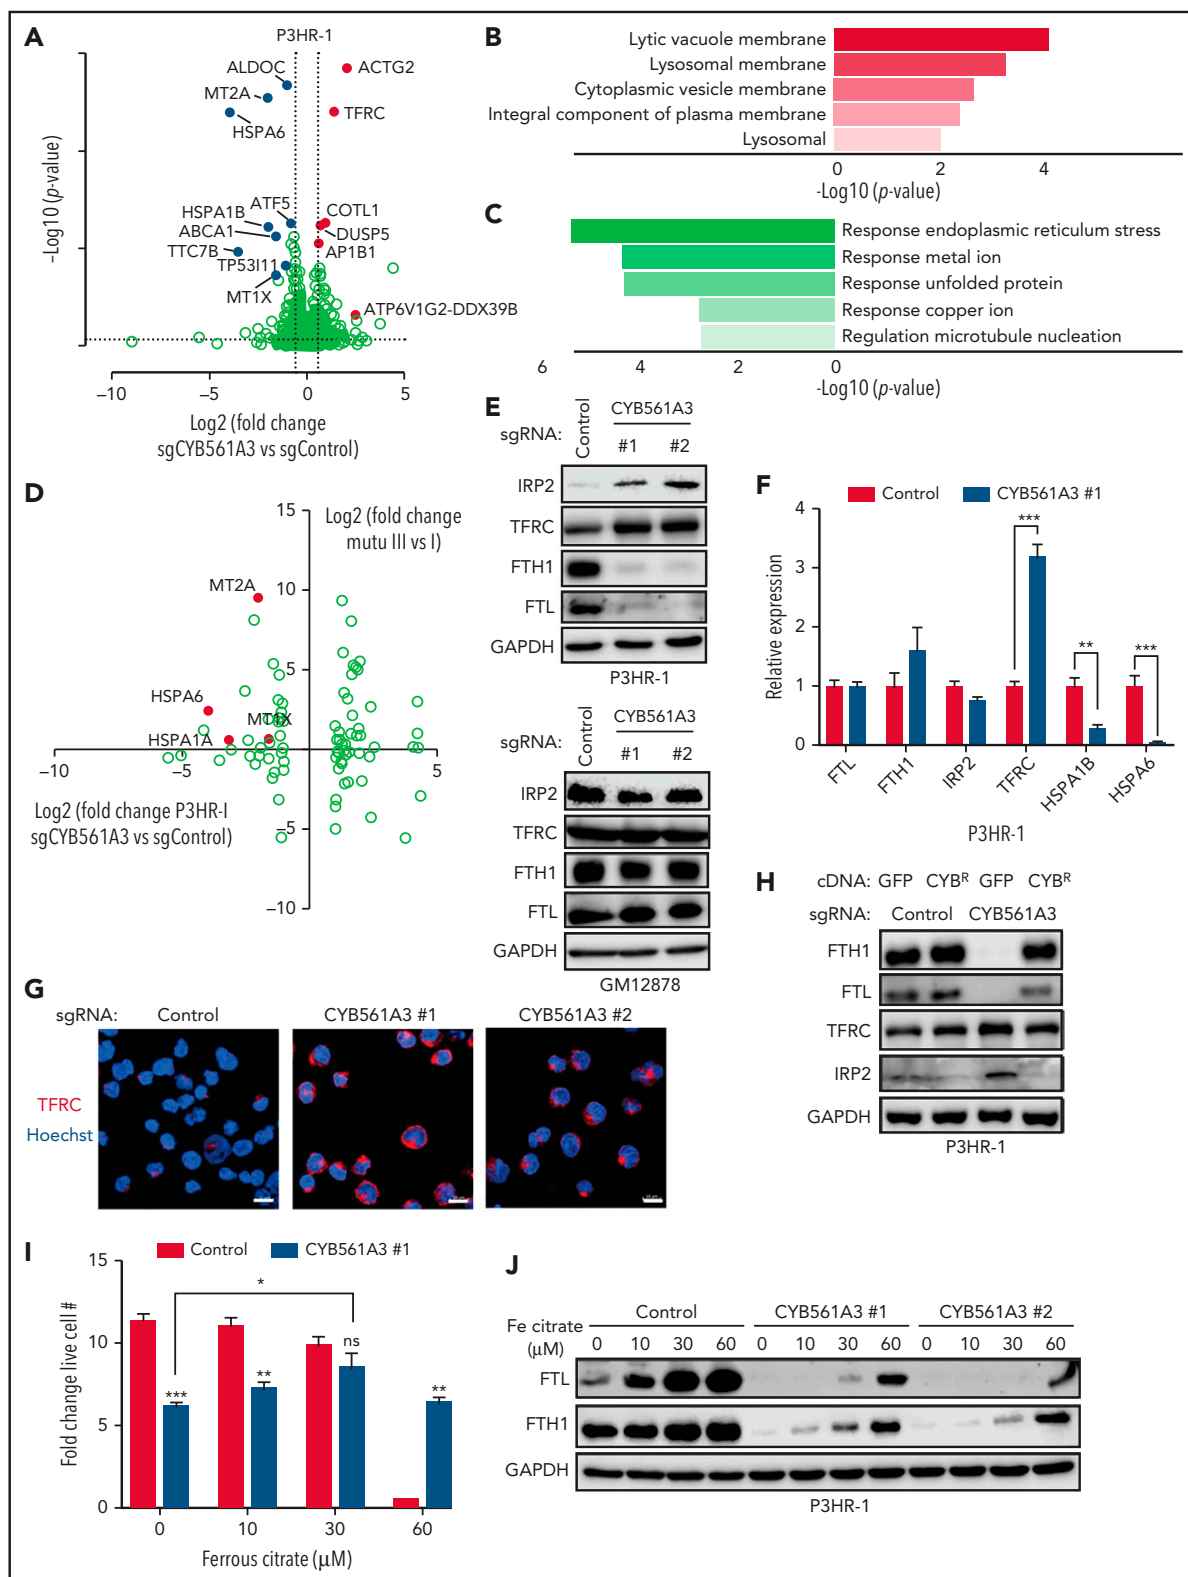 A
P3HR-1
ALDOC
ACTG2
MT2A
TFRC
HSPA6
–Log10 (p-value)
ATF5
COTL1
HSPA1B
DUSP5
ABCA1
AP1B1
TTC7B
TP53I11
MT1X
ATP6V1G2-DDX39B
–10
–5
0
5
Log2 (fold change
sgCYB561A3 vs sgControl)
B
Lytic vacuole membrane
Lysosomal membrane
Cytoplasmic vesicle membrane
Integral component of plasma membrane
Lysosomal
0 2 4
-Log10 (p-value)
C
Response endoplasmic reticulum stress
Response metal ion
Response unfolded protein
Response copper ion
Regulation microtubule nucleation
6 4 2 0
-Log10 (p-value)
D
15
Log2 (fold change
mutu III vs I)
MT2A
10
5
HSPA6
MT1X
HSPA1A
–10 –5 5
Log2 (fold change P3HR-I
sgCYB561A3 vs sgControl)
–5
–10
E
sgRNA: Control CYB561A3
#1 #2
IRP2
TFRC
FTH1
FTL
GAPDH
P3HR-1
sgRNA: Control CYB561A3
#1 #2
IRP2
TFRC
FTH1
FTL
GAPDH
GM12878
F
Control CYB561A3 #1
Relative expression
4
3
2
1
0
***
**
***
FTL FTH1 IRP2 TFRC HSPA1B HSPA6
P3HR-1
G
sgRNA: Control CYB561A3 #1 CYB561A3 #2
TFRC
Hoechst
H
cDNA: GFP CYBR GFP CYBR
sgRNA: Control CYB561A3
FTH1
FTL
TFRC
IRP2
GAPDH
P3HR-1
I
Control CYB561A3 #1
Fold change live cell #
15
10
5
0
*
***
**
ns
**
0 10 30 60
Ferrous citrate (µM)
J
Control CYB561A3 #1 CYB561A3 #2
Fe citrate
(µM)
0 10 30 60 0 10 30 60 0 10 30 60
FTL
FTH1
GAPDH
P3HR-1